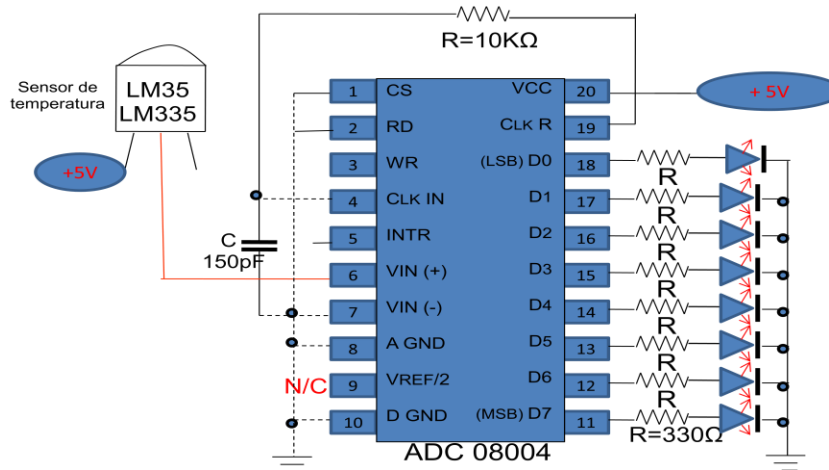 R=10KΩ
Sensor de
temperatura
LM35
LM335
+5V
C
150pF
N/C
1 CS
2 RD
3 WR
4 CLK IN
5 INTR
6 VIN (+)
7 VIN (-)
8 A GND
9 VREF/2
10 D GND
VCC 20
CLK R 19
(LSB) D0 18
D1 17
D2 16
D3 15
D4 14
D5 13
D6 12
(MSB) D7 11
+ 5V
R
R
R
R
R
R
R
R=330Ω
ADC 08004